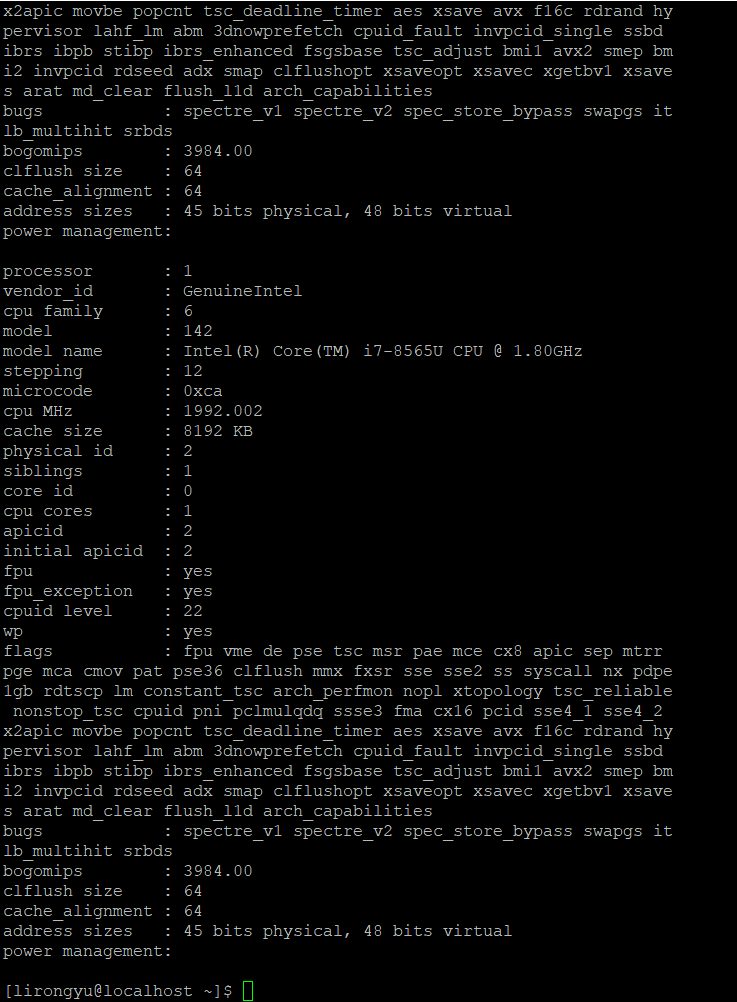 x2apic movbe popcnt tsc_deadline_timer aes xsave avx f16c rdrand hy
pervisor lahf_lm abm 3dnowprefetch cpuid_fault invpcid_single ssbd
ibrs ibpb stibp ibrs_enhanced fsgsbase tsc_adjust bmi1 avx2 smep bm
i2 invpcid rdseed adx smap clflushopt xsaveopt xsavec xgetbv1 xsave
s arat md_clear flush_l1d arch_capabilities
bugs            : spectre_v1 spectre_v2 spec_store_bypass swapgs it
lb_multihit srbds
bogomips        : 3984.00
clflush size    : 64
cache_alignment : 64
address sizes   : 45 bits physical, 48 bits virtual
power management:

processor       : 1
vendor_id       : GenuineIntel
cpu family      : 6
model           : 142
model name      : Intel(R) Core(TM) i7-8565U CPU @ 1.80GHz
stepping        : 12
microcode       : 0xca
cpu MHz         : 1992.002
cache size      : 8192 KB
physical id     : 2
siblings        : 1
core id         : 0
cpu cores       : 1
apicid          : 2
initial apicid  : 2
fpu             : yes
fpu_exception   : yes
cpuid level     : 22
wp              : yes
flags           : fpu vme de pse tsc msr pae mce cx8 apic sep mtrr
pge mca cmov pat pse36 clflush mmx fxsr sse sse2 ss syscall nx pdpe
1gb rdtscp lm constant_tsc arch_perfmon nopl xtopology tsc_reliable
 nonstop_tsc cpuid pni pclmulqdq ssse3 fma cx16 pcid sse4_1 sse4_2
x2apic movbe popcnt tsc_deadline_timer aes xsave avx f16c rdrand hy
pervisor lahf_lm abm 3dnowprefetch cpuid_fault invpcid_single ssbd
ibrs ibpb stibp ibrs_enhanced fsgsbase tsc_adjust bmi1 avx2 smep bm
i2 invpcid rdseed adx smap clflushopt xsaveopt xsavec xgetbv1 xsave
s arat md_clear flush_l1d arch_capabilities
bugs            : spectre_v1 spectre_v2 spec_store_bypass swapgs it
lb_multihit srbds
bogomips        : 3984.00
clflush size    : 64
cache_alignment : 64
address sizes   : 45 bits physical, 48 bits virtual
power management:

[lirongyu@localhost ~]$